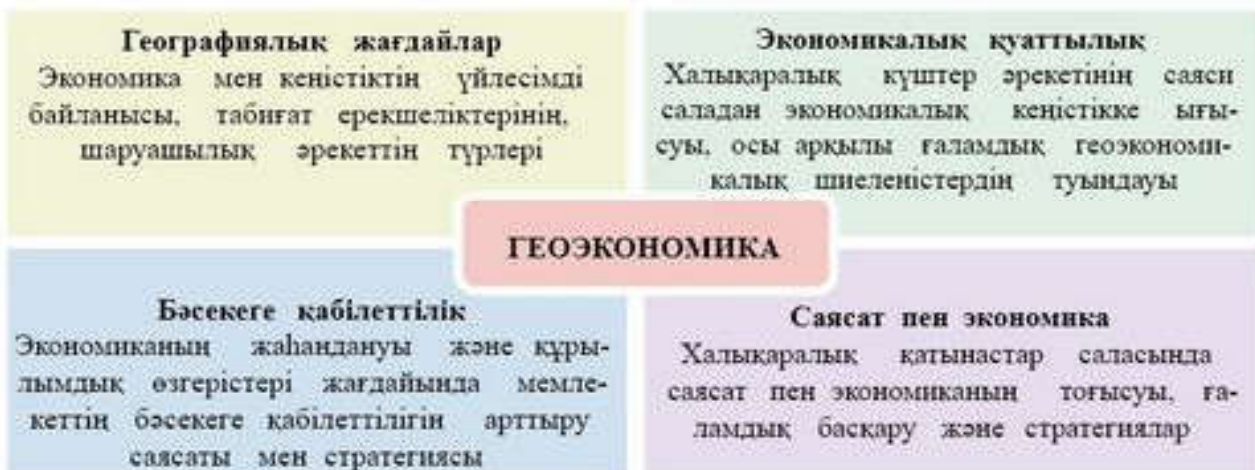 Географиялық жағдайлар
Экономика мен кеңістіктің үйлесімді
байланысы, табиғат ерекшеліктерінің,
шаруашылық әрекеттің түрлері
Экономикалық қуаттылық
Халықаралық күштер әрекетінің саяси
саладан экономикалық кеңістікке ығы-
суы, осы арқылы ғаламдық геоэкономи-
калық шиеленістердің туындауы
ГЕОЭКОНОМИКА
Бәсекеге қабілеттілік
Экономиканың жаһандануы және құры-
лымдық өзгерістері жағдайында мемле-
кеттің бәсекеге қабілеттілігін арттыру
саясаты мен стратегиясы
Саясат пен экономика
Халықаралық қатынастар саласында
саясат пен экономиканың тоғысуы, ға-
ламдық басқару және стратегиялар